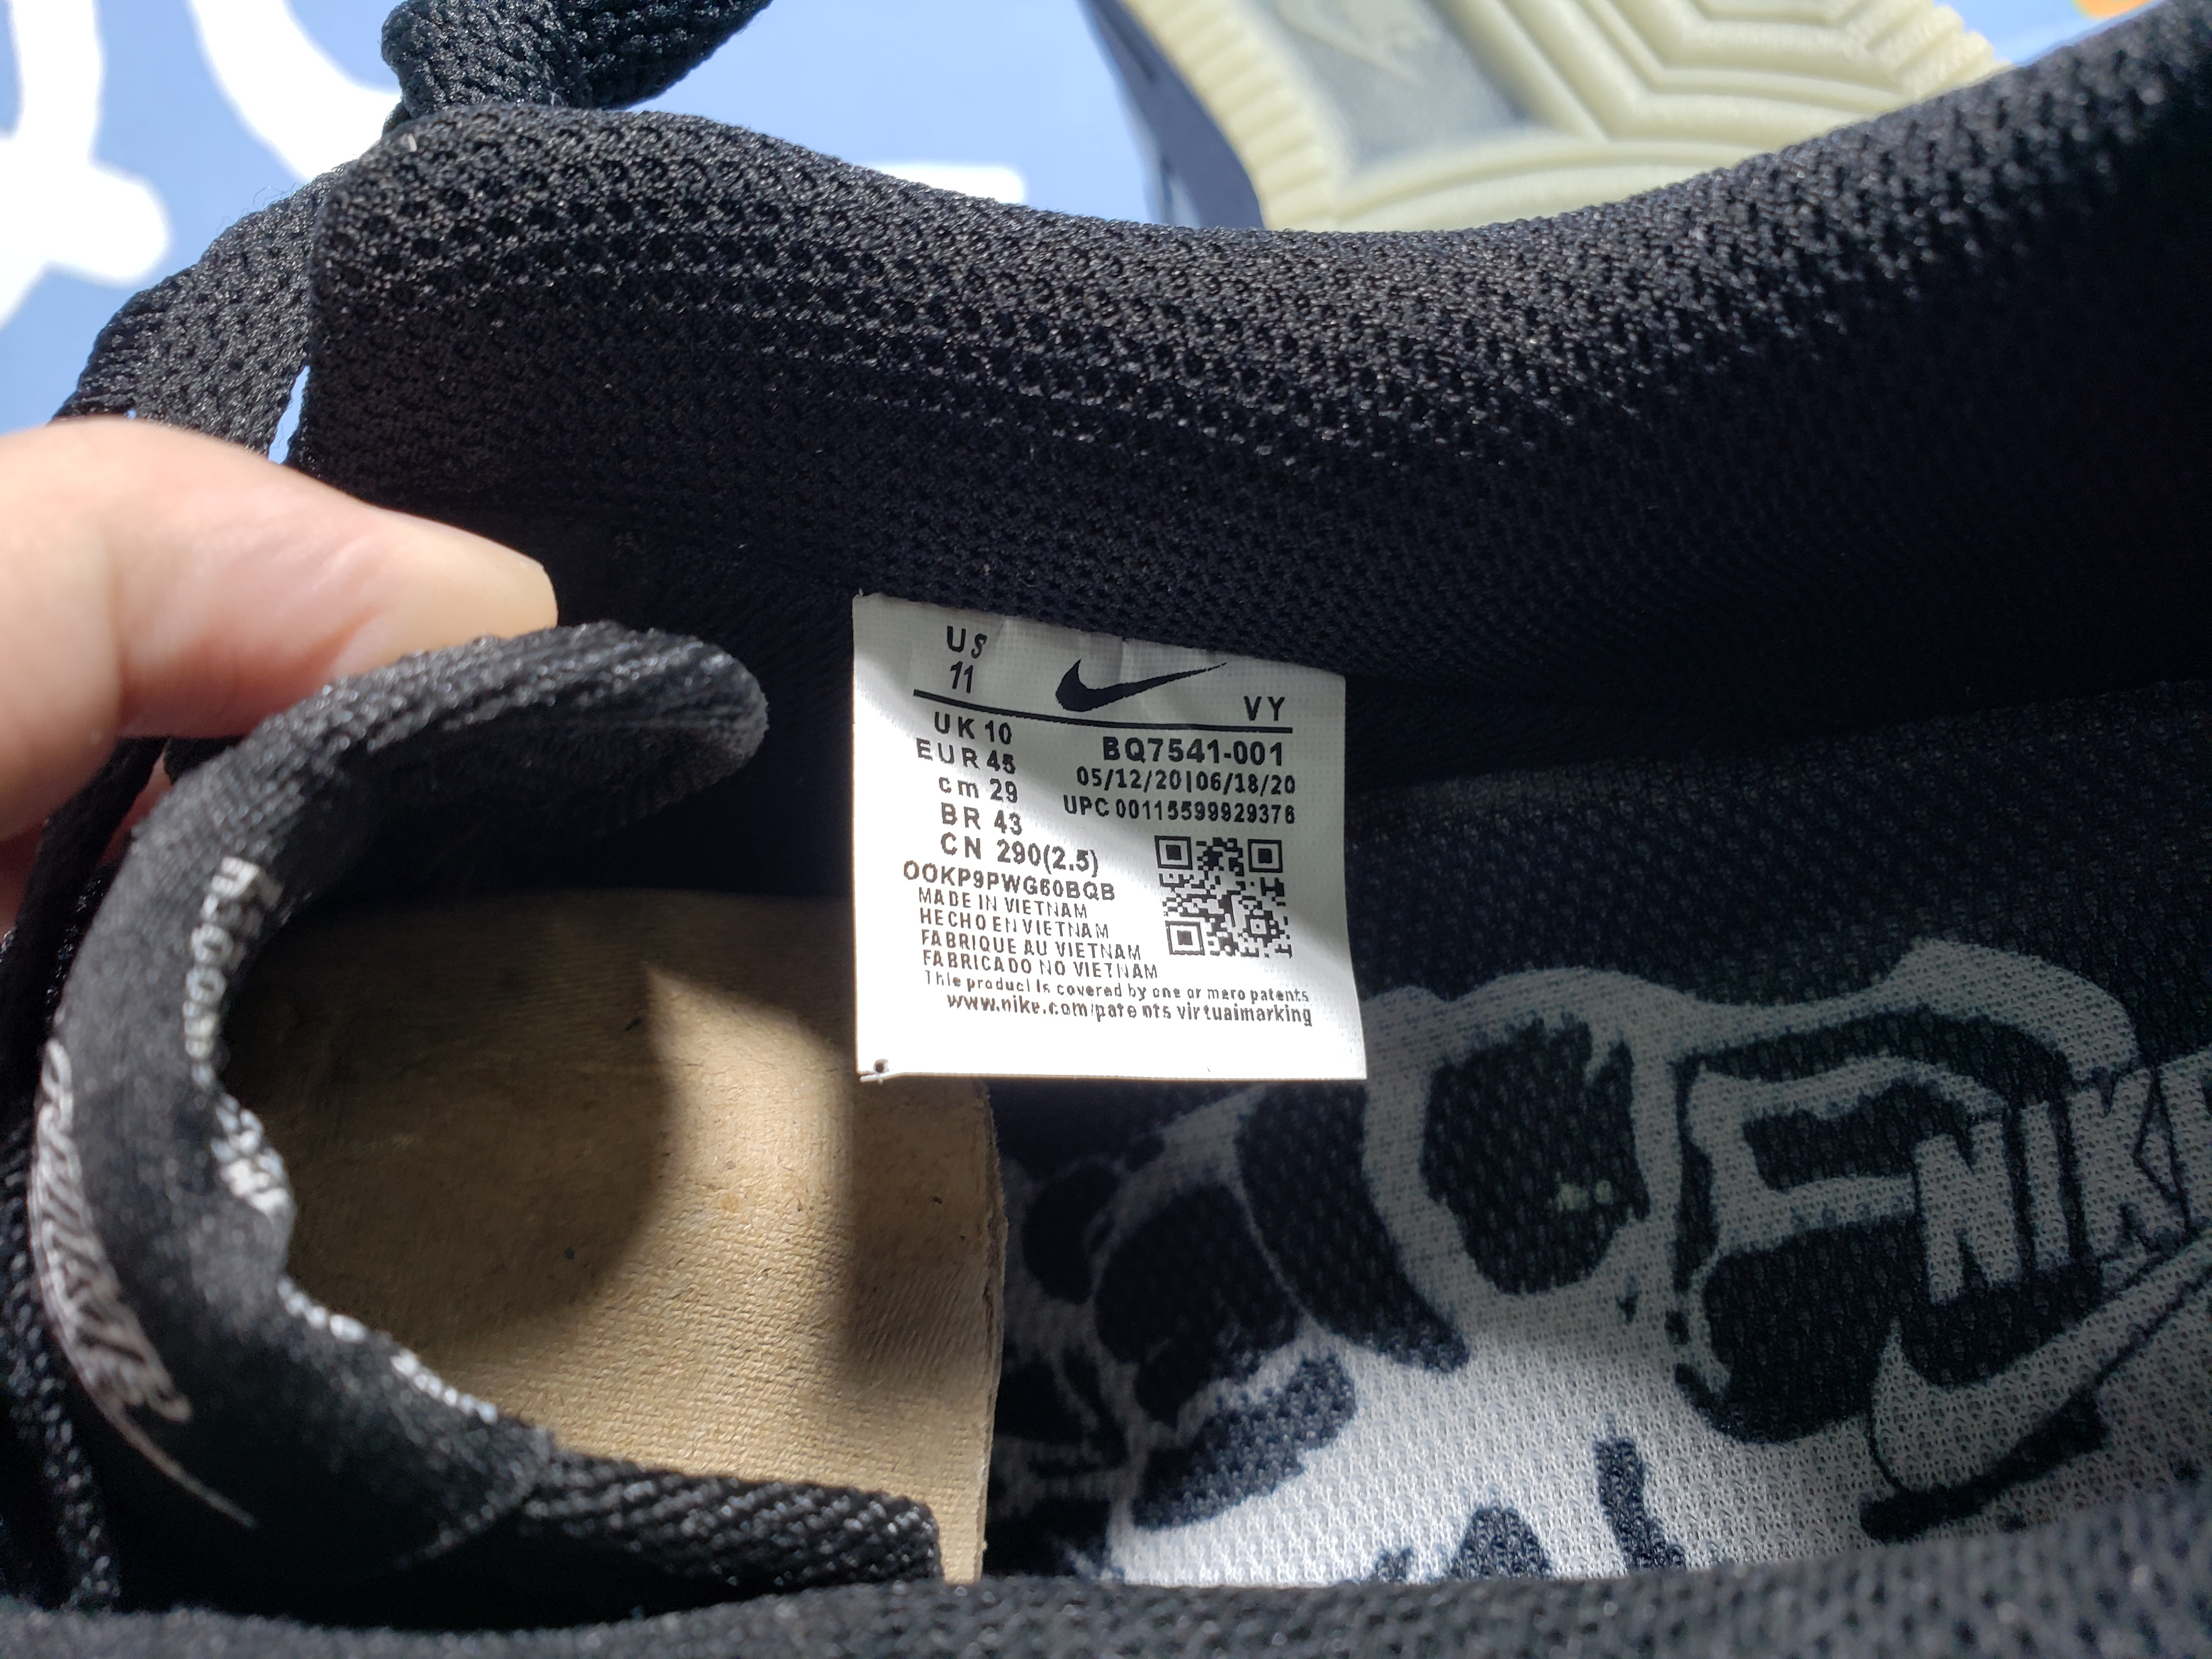 US
11
VY
UK 10
EUR 45
cm 29
BR 43
CN 290(2.5)
BQ7541-001
05/12/20|06/18/20
UPC 00115599929376
OOKP9PWG60BQB
MADE IN VIETNAM
HECHO EN VIETNAM
FABRIQUE AU VIETNAM
FABRICADO NO VIETNAM
This product is covered by one or mero patents
www.nike.com/pate nts virtuaimarking
NIKE